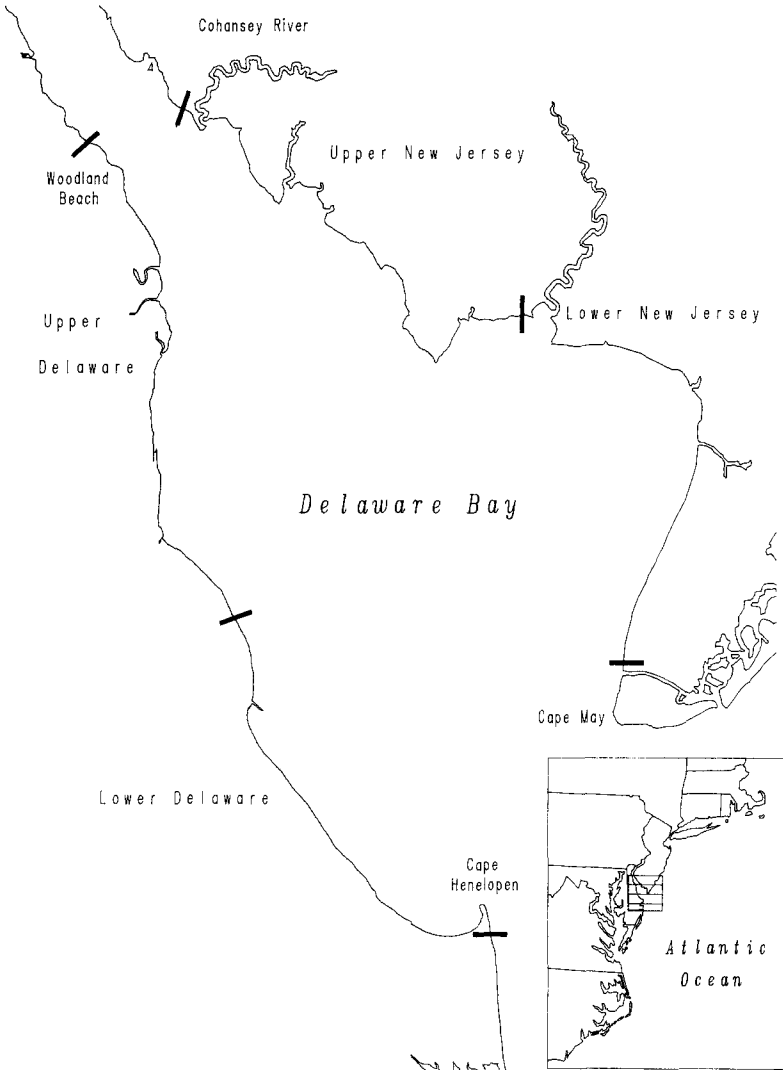 Cohansey River
Upper New Jersey
Woodland
Beach
Upper
Delaware
Lower New Jersey
Delaware Bay
Cape May
Lower Delaware
Cape
Henelopen
Atlantic
Ocean